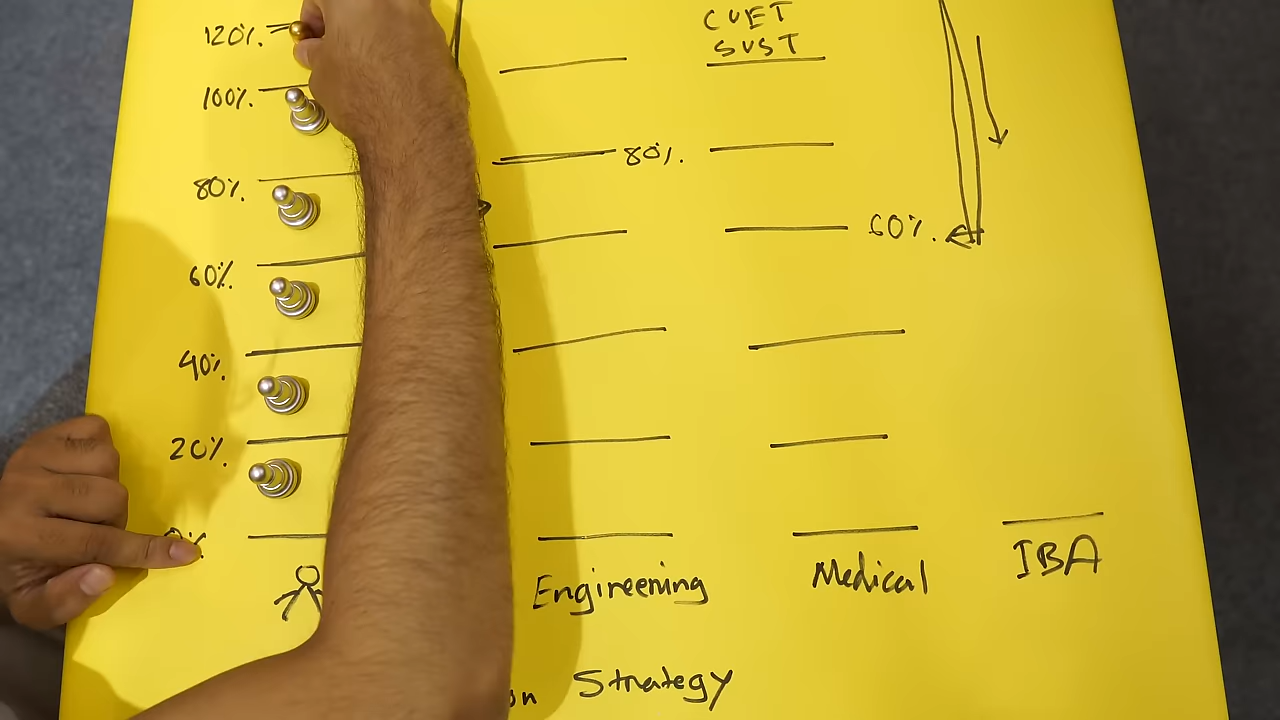 CUET
SUST
120%.
100%.
80%.
80%.
60%
60%.
40%.
20%.
Engineering
Medical
IBA
Strategy